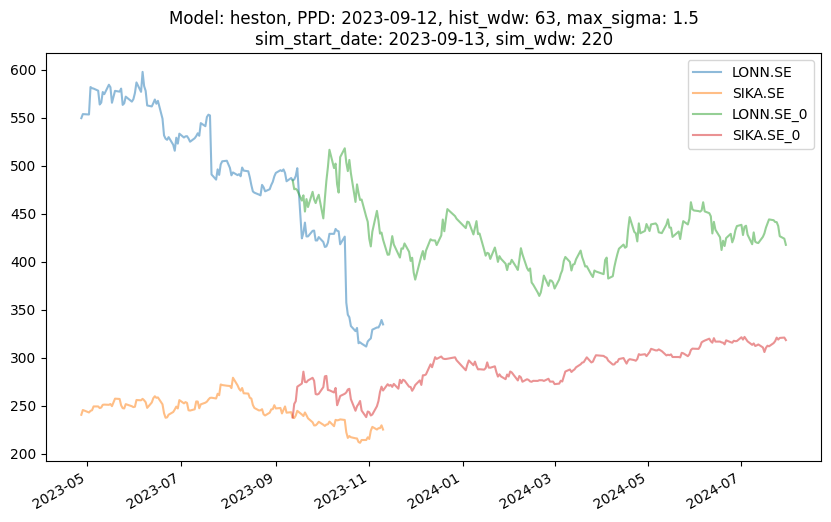 Model: heston, PPD: 2023-09-12, hist_wdw: 63, max_sigma: 1.5
sim_start_date: 2023-09-13, sim_wdw: 220
LONN.SE
SIKA.SE
LONN.SE_0
SIKA.SE_0
600
550
500
450
400
350
300
250
200
2023-05
2023-07
2023-09
2023-11
2024-01
2024-03
2024-05
2024-07